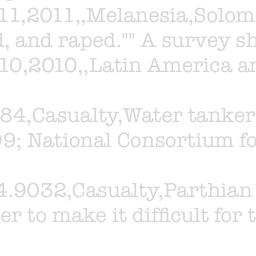 11,2011,,Melanesia,Solom
d, and raped."" A survey sh
10,2010,,Latin America an
84,Casualty,Water tanker
99; National Consortium fo
4.9032,Casualty,Parthian
er to make it difficult for t